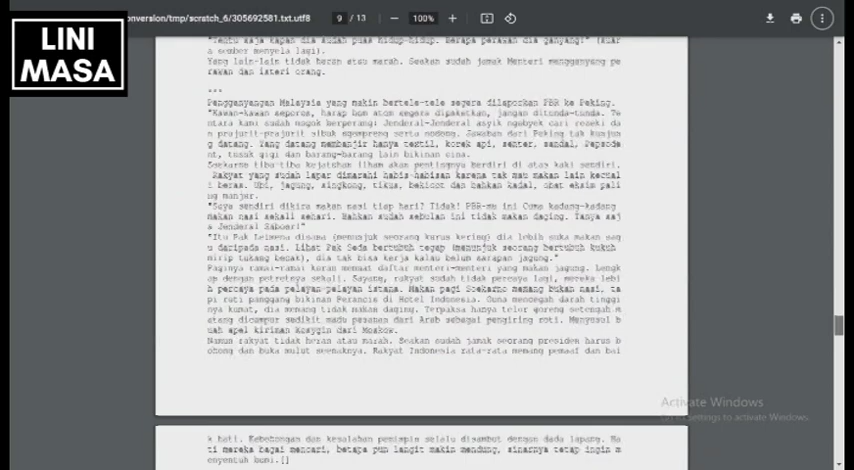 LINI
MASA
onversion/tmp/scratch_6/305692581.txt.utf8
9 / 13
100%
"Tentu saja kapan dia sudah puas hidup-hidup. Berapa perawan dia ganyang?" (suar
a sember menyela lagi).
Yang lain-lain tidak heran atau marah. Seakan sudah jamak Menteri mengganyang pe
rawan dan isteri orang.
***
Pengganyangan Malaysia yang makin bertele-tele segera dilaporkan PBR ke Peking.
"Kawan-kawan seporos, harap bom atom segera dipaketkan, jangan ditunda-tunda. Te
ntara kami sudah mogok berperang; Jenderal-Jenderal asyik ngobyek cari rezeki da
n prajurit-prajurit sibuk ngompreng serta nodong. Jawaban dari Peking tak kunjun
g datang. Yang datang membanjir hanya textil, korek api, senter, sandal, Pepsode
nt, tusuk gigi dan barang-barang lain bikinan cina.
Soekarno tiba-tiba kejatuhan ilham akan pentingnya berdiri di atas kaki sendiri.
Rakyat yang sudah lapar dimarahi habis-habisan karena tak mau makan lain kecual
i beras. Ubi, jagung, singkong, tikus, bekicot dan bahkan kadal, obat eksim pali
ng manjur.
"Saya sendiri dikira makan nasi tiap hari? Tidak! PBR-mu ini Cuma kadang-kadang
makan nasi sekali sehari. Bahkan sudah sebulan ini tidak makan daging. Tanya saj
a Jenderal Saboer!"
"Itu Pak Leimena disana (menunjuk seorang kurus kering) dia lebih suka makan sag
u daripada nasi. Lihat Pak Seda bertubuh tegap (menunjuk seorang bertubuh kukuh
mirip tukang becak), dia tak bisa kerja kalau belum sarapan jagung."
Paginya ramai-ramai koran memuat daftar menteri-menteri yang makan jagung. Lengk
ap dengan potretnya sekali. Sayang, rakyat sudah tidak percaya lagi, mereka lebi
h percaya pada pelayan-pelayan istana. Makan pagi Soekarno memang bukan nasi, ta
pi roti panggang bikinan Perancis di Hotel Indonesia. Guna mencegah darah tinggi
nya kumat, dia memang tidak makan daging. Terpaksa hanya telor goreng setengah m
atang dicampur sedikit madu pesanan dari Arab sebagai pengiring roti. Menyusul b
uah apel kiriman Kosygin dari Moskow.
Namun rakyat tidak heran atau marah. Seakan sudah jamak seorang presiden harus b
ohong dan buka mulut seenaknya. Rakyat Indonesia rata-rata memang pemaaf dan bai
k hati. Kebohongan dan kesalahan pemimpin selalu disambut dengan dada lapang. Ha
ti mereka bagai mencari, betapa pun langit makin mendung, sinarnya tetap ingin m
enyentuh bumi.[]
Activate Windows
Go to Settings to activate Windows.